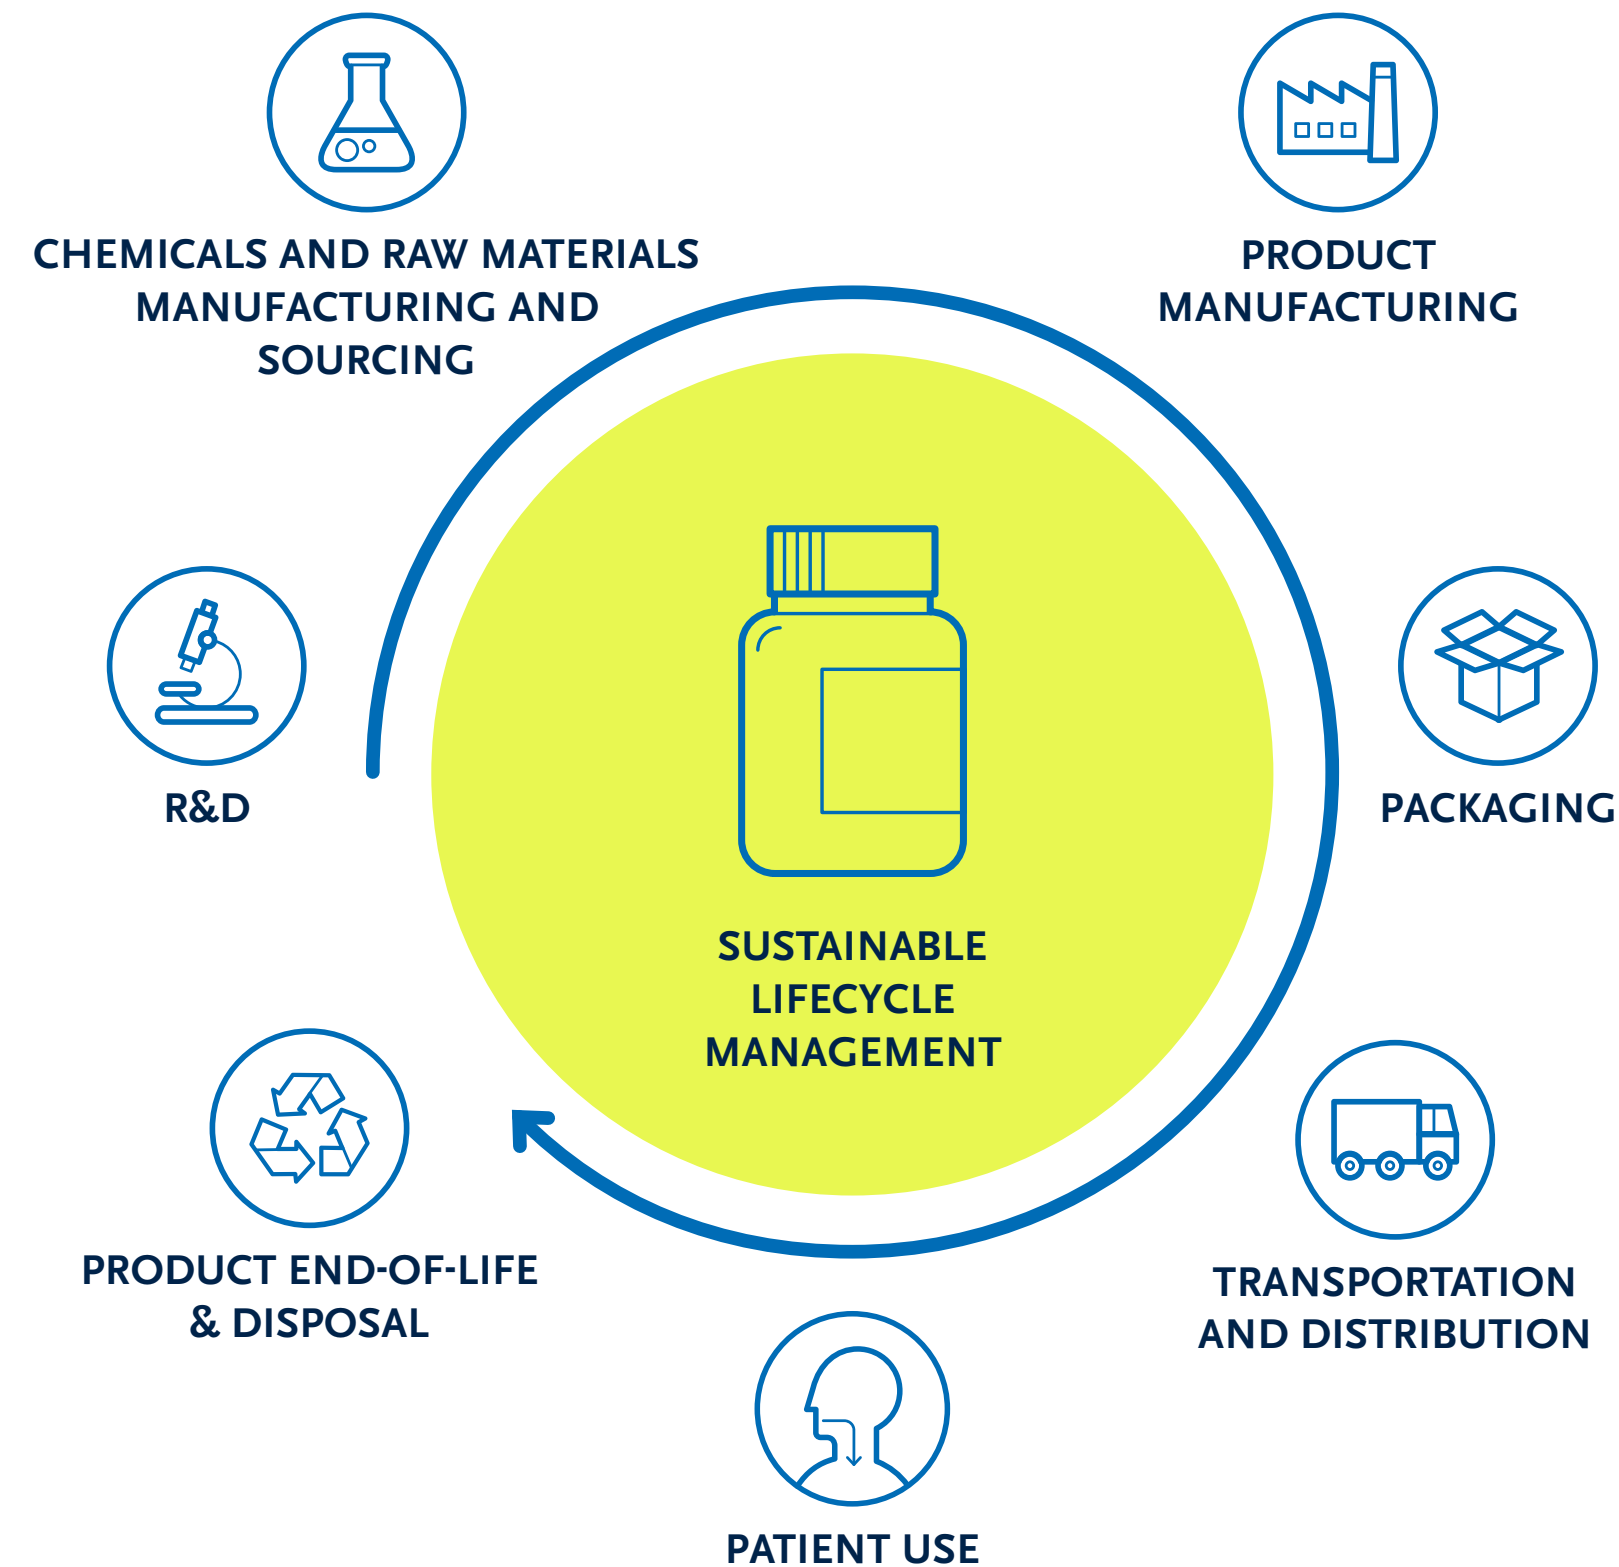 CHEMICALS AND RAW MATERIALS
MANUFACTURING AND
SOURCING
PRODUCT
MANUFACTURING
R&D
PACKAGING
SUSTAINABLE
LIFECYCLE
MANAGEMENT
PRODUCT END-OF-LIFE
& DISPOSAL
TRANSPORTATION
AND DISTRIBUTION
PATIENT USE